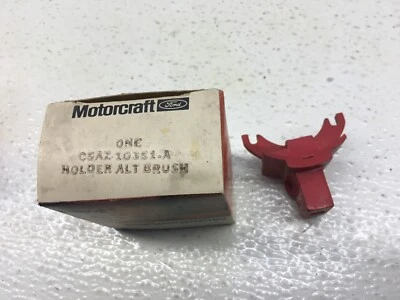 Motorcraft Ford
ONE
C5AZ-10351-A
HOLDER ALT BRUSH